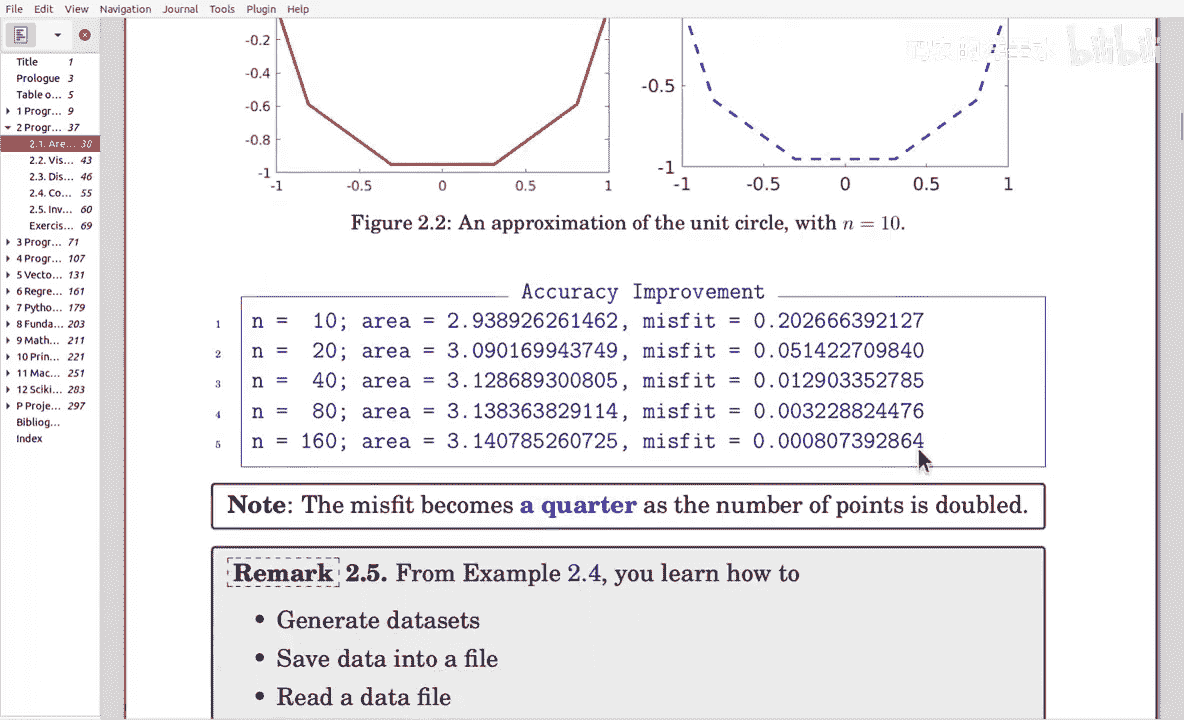 File Edit View Navigation Journal Tools Plugin Help
Title 1
Prologue 3
Table o... 5
1 Progr... 9
2 Progr... 37
2.1. Are... 38
2.2. Vis... 43
2.3. Dis... 46
2.4. Co... 55
2.5. Inv... 60
Exercis... 69
3 Progr... 71
4 Progr... 107
5 Vecto... 131
6 Regre... 161
7 Pytho... 179
8 Funda... 203
9 Math... 211
10 Prin... 221
11 Mac... 251
12 Sciki... 283
P Proje... 297
Bibliog...
Index
-0.2
-0.4
-0.6
-0.8
-1
-1 -0.5 0 0.5 1
-0.5
-1
-1 -0.5 0 0.5 1
bilibili
Figure 2.2: An approximation of the unit circle, with n = 10.
Accuracy Improvement
1 n = 10; area = 2.938926261462, misfit = 0.202666392127
2 n = 20; area = 3.090169943749, misfit = 0.051422709840
3 n = 40; area = 3.128689300805, misfit = 0.012903352785
4 n = 80; area = 3.138363829114, misfit = 0.003228824476
5 n = 160; area = 3.140785260725, misfit = 0.000807392864
Note: The misfit becomes a quarter as the number of points is doubled.
Remark 2.5. From Example 2.4, you learn how to
• Generate datasets
• Save data into a file
• Read a data file